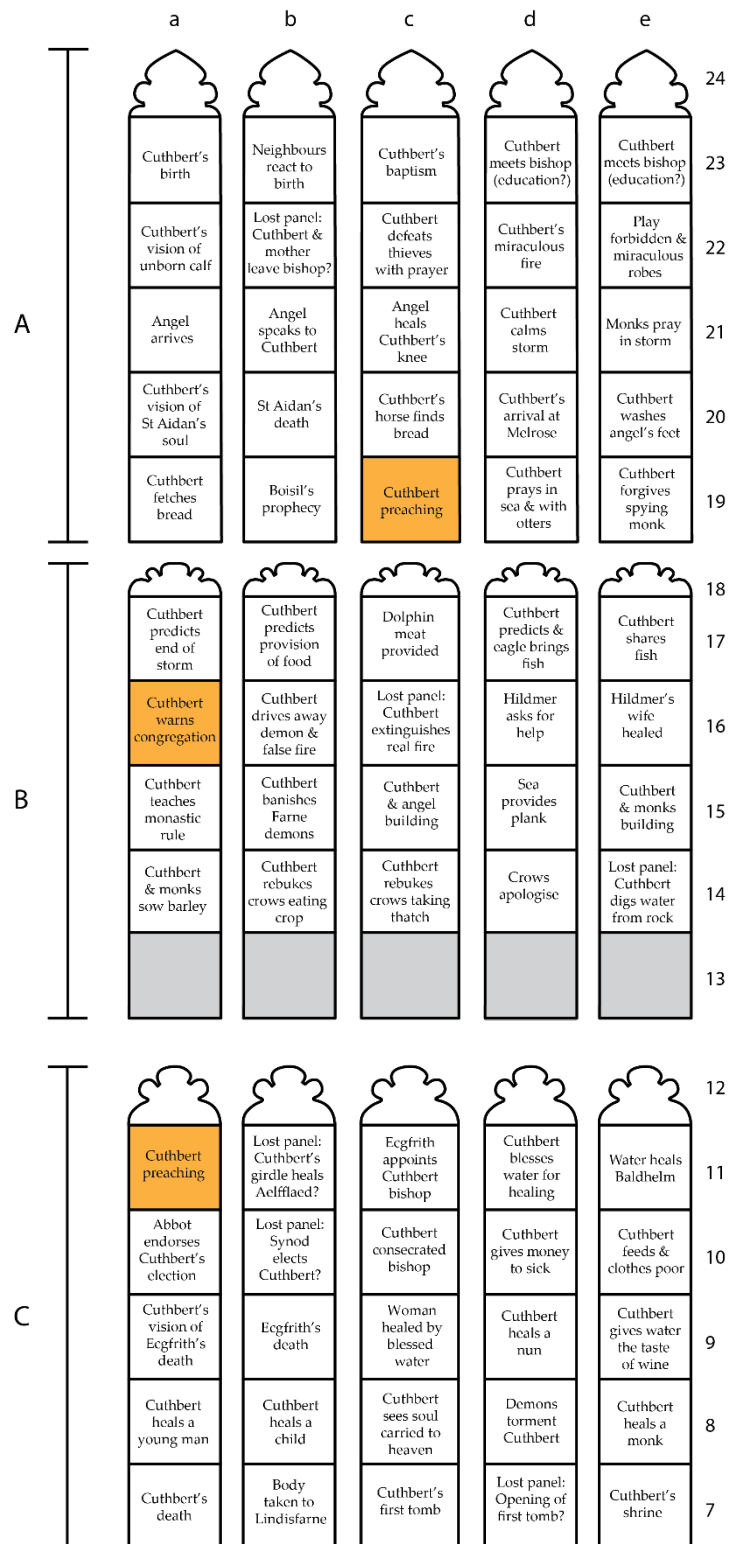 a b c d e
24
Cuthbert's
birth
Neighbours
react to
birth
Cuthbert's
baptism
Cuthbert
meets bishop
(education?)
Cuthbert
meets bishop
(education?)
23
Cuthbert's
vision of
unborn calf
Lost panel:
Cuthbert &
mother
leave bishop?
Cuthbert
defeats
thieves
with prayer
Cuthbert's
miraculous
fire
Play
forbidden &
miraculous
robes
22
A
Angel
arrives
Angel
speaks to
Cuthbert
Angel
heals
Cuthbert's
knee
Cuthbert
calms
storm
Monks pray
in storm
21
Cuthbert's
vision of
St Aidan's
soul
St Aidan's
death
Cuthbert's
horse finds
bread
Cuthbert's
arrival at
Melrose
Cuthbert
washes
angel's feet
20
Cuthbert
fetches
bread
Boisil's
prophecy
Cuthbert
preaching
Cuthbert
prays in
sea & with
otters
Cuthbert
forgives
spying
monk
19
18
Cuthbert
predicts
end of
storm
Cuthbert
predicts
provision
of food
Dolphin
meat
provided
Cuthbert
predicts &
eagle brings
fish
Cuthbert
shares
fish
17
Cuthbert
warns
congregation
Cuthbert
drives away
demon &
false fire
Lost panel:
Cuthbert
extinguishes
real fire
Hildmer
asks for
help
Hildmer's
wife
healed
16
B
Cuthbert
teaches
monastic
rule
Cuthbert
banishes
Farne
demons
Cuthbert
& angel
building
Sea
provides
plank
Cuthbert
& monks
building
15
Cuthbert
& monks
sow barley
Cuthbert
rebukes
crows eating
crop
Cuthbert
rebukes
crows taking
thatch
Crows
apologise
Lost panel:
Cuthbert
digs water
from rock
14
13
12
Cuthbert
preaching
Lost panel:
Cuthbert's
girdle heals
Aelfflaed?
Ecgfrith
appoints
Cuthbert
bishop
Cuthbert
blesses
water for
healing
Water heals
Baldhelm
11
Abbot
endorses
Cuthbert's
election
Lost panel:
Synod
elects
Cuthbert?
Cuthbert
consecrated
bishop
Cuthbert
gives money
to sick
Cuthbert
feeds &
clothes poor
10
C
Cuthbert's
vision of
Ecgfrith's
death
Ecgfrith's
death
Woman
healed by
blessed
water
Cuthbert
heals a
nun
Cuthbert
gives water
the taste
of wine
9
Cuthbert
heals a
young man
Cuthbert
heals a
child
Cuthbert
sees soul
carried to
heaven
Demons
torment
Cuthbert
Cuthbert
heals a
monk
8
Cuthbert's
death
Body
taken to
Lindisfarne
Cuthbert's
first tomb
Lost panel:
Opening of
first tomb?
Cuthbert's
shrine
7